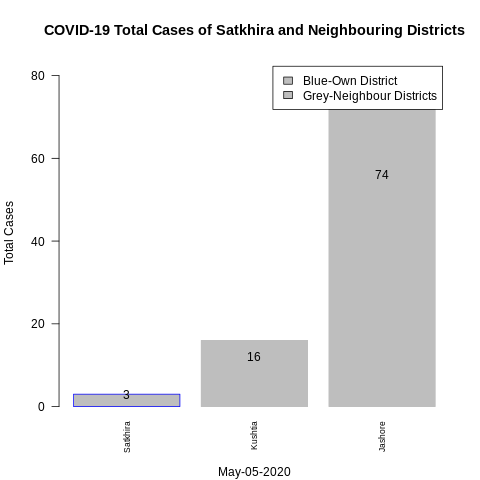 COVID-19 Total Cases of Satkhira and Neighbouring Districts
Blue-Own District
Grey-Neighbour Districts
Total Cases
80
60
40
20
0
74
16
3
Satkhira
Kushtia
Jashore
May-05-2020